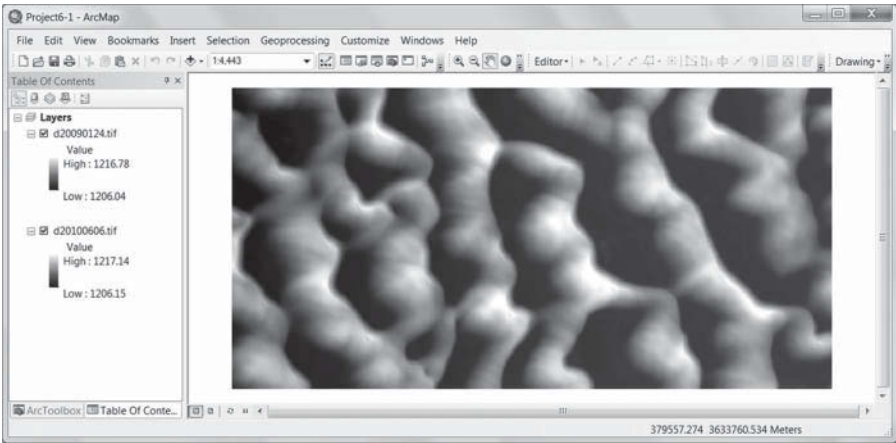 Project6-1 - ArcMap
File Edit View Bookmarks Insert Selection Geoprocessing Customize Windows Help
1:4,443
Editor
Drawing
Table Of Contents
Layers
d20090124.tif
Value
High : 1216.78
Low : 1206.04
d20100606.tif
Value
High : 1217.14
Low : 1206.15
ArcToolbox Table Of Conte...
379557.274 3633760.534 Meters